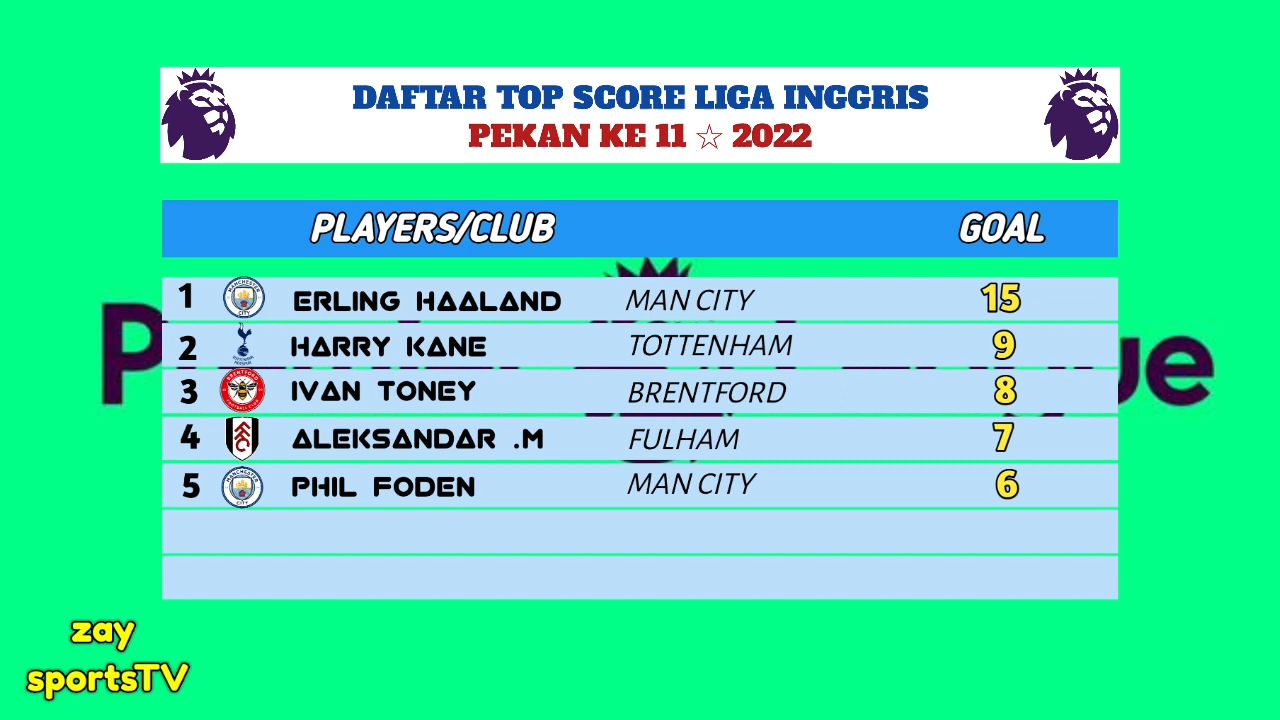 DAFTAR TOP SCORE LIGA INGGRIS
PEKAN KE 11 ☆ 2022
PLAYERS/CLUB GOAL
1 ERLING HAALAND MAN CITY 15
2 HARRY KANE TOTTENHAM 9
3 IVAN TONEY BRENTFORD 8
4 ALEKSANDAR .M FULHAM 7
5 PHIL FODEN MAN CITY 6
zay
sportsTV